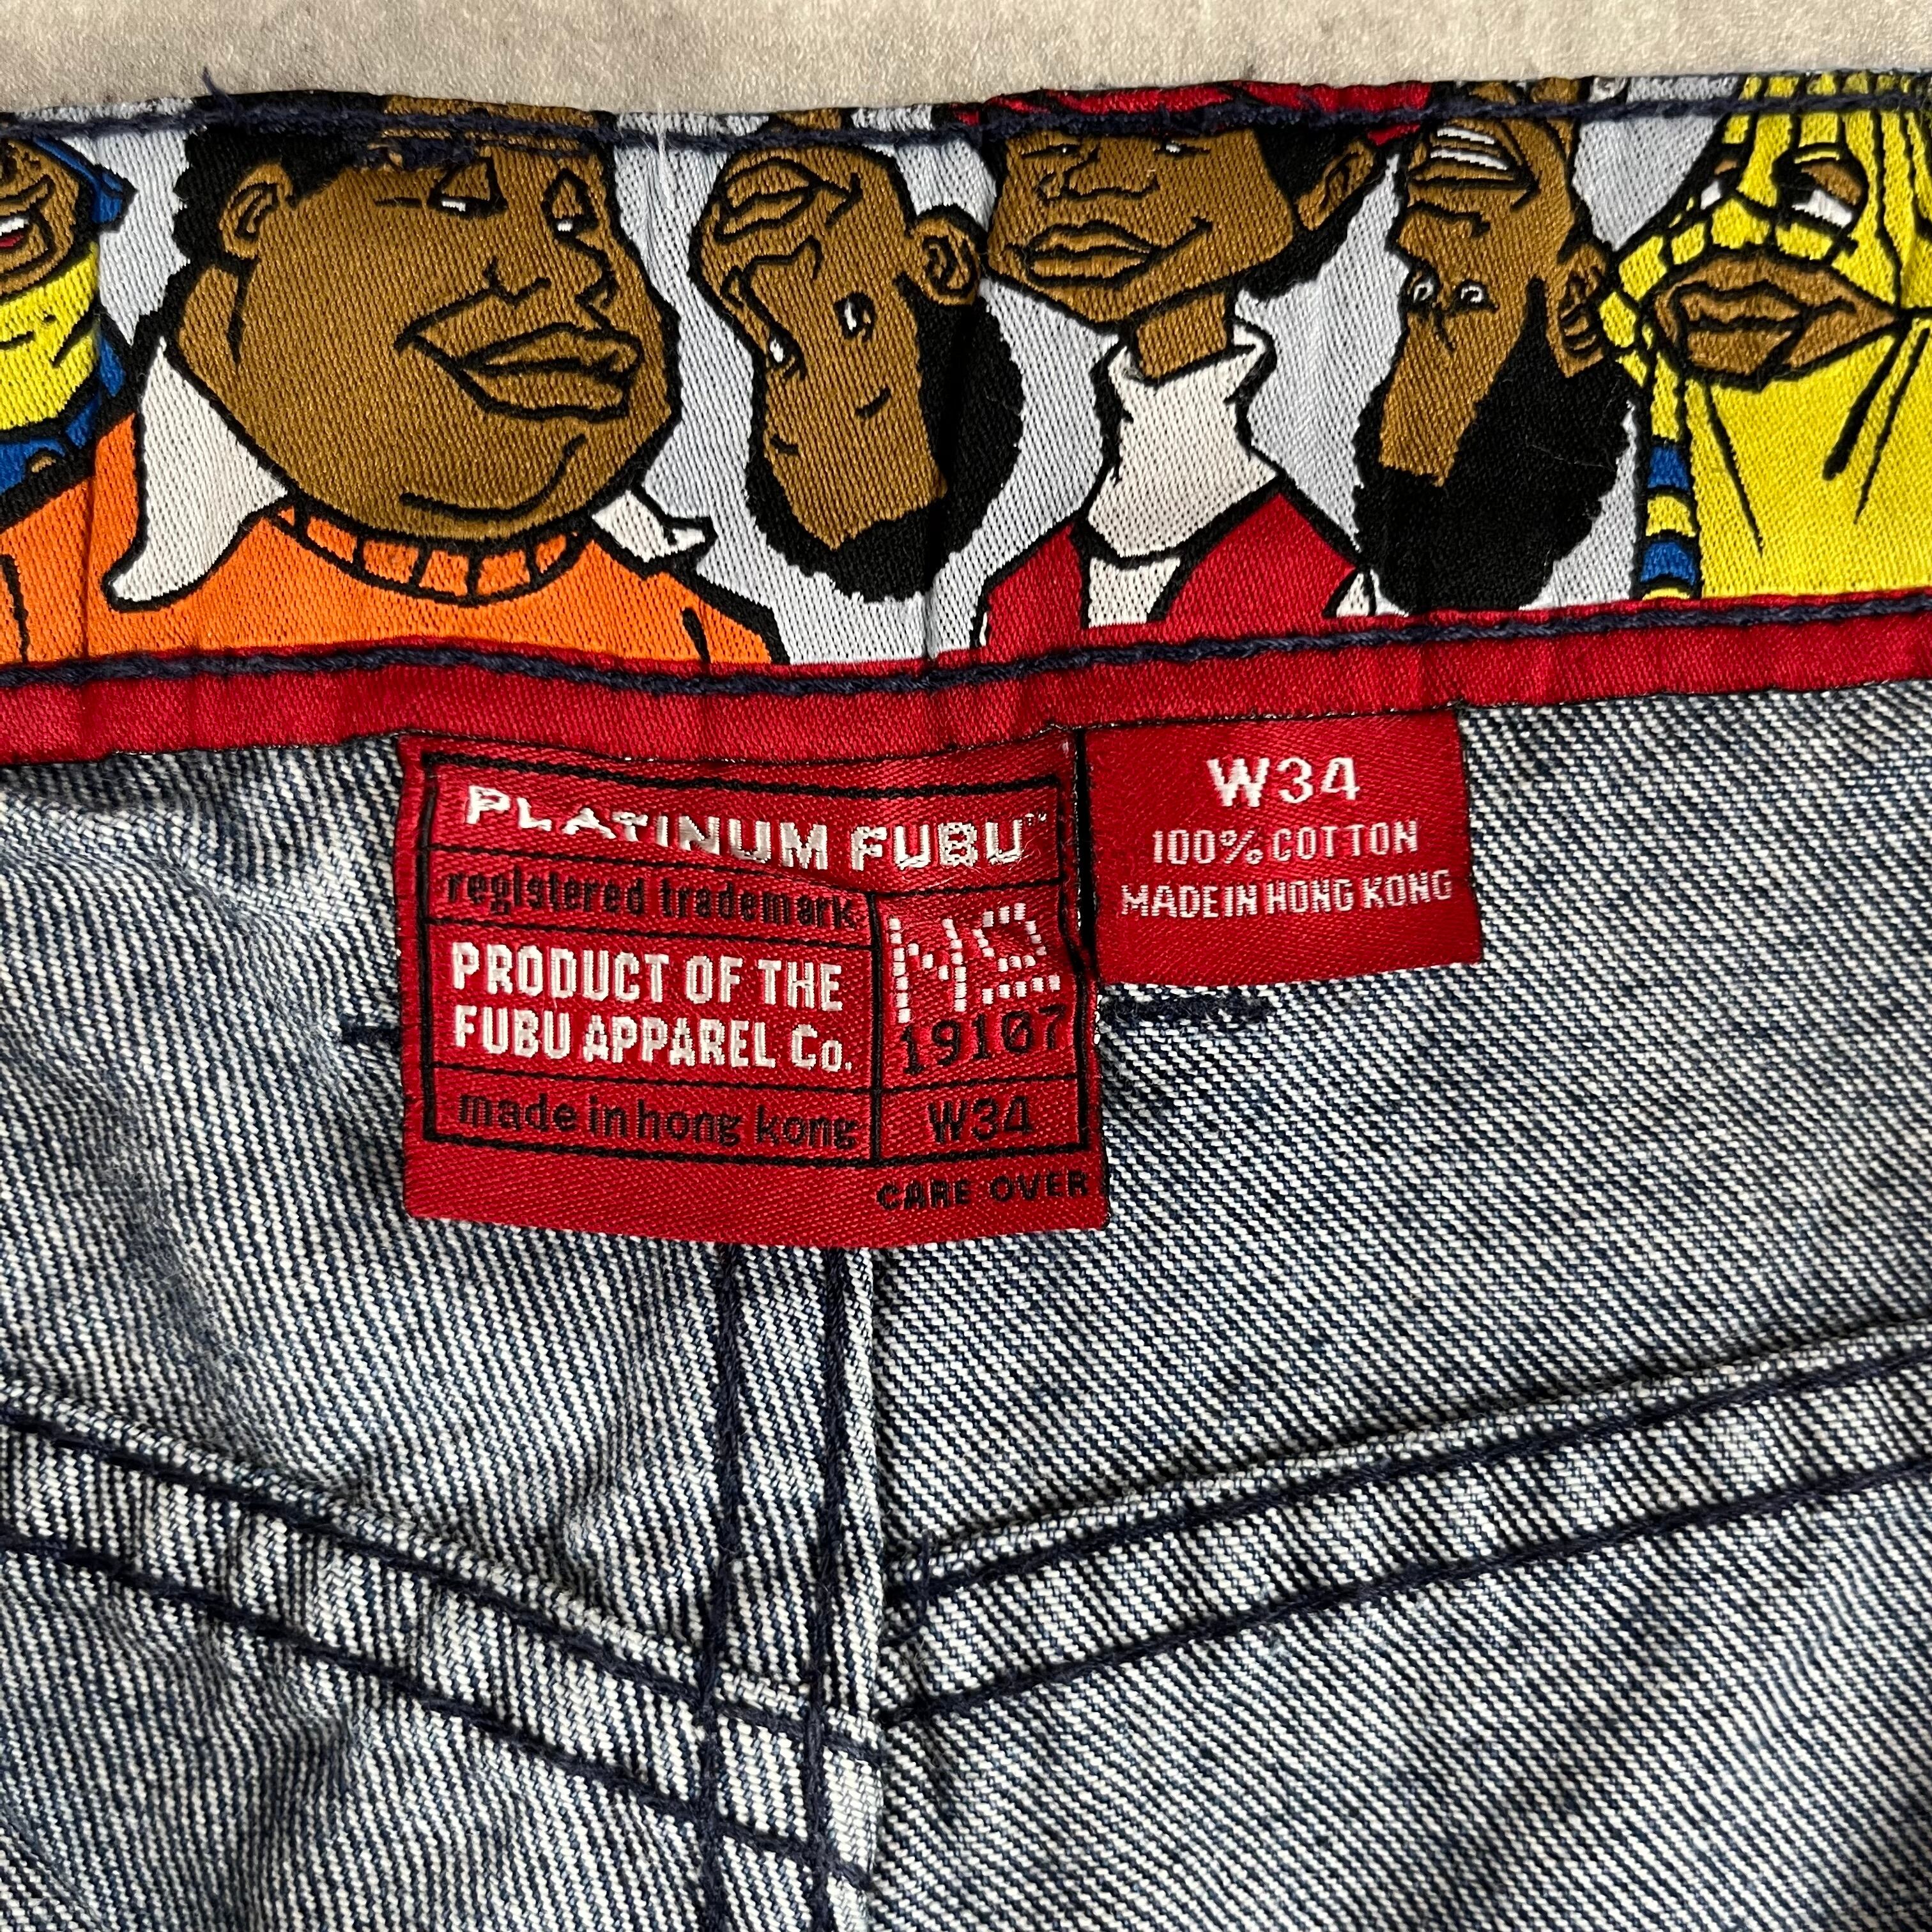 PLATINUM FUBU™
registered trademark
PRODUCT OF THE
FUBU APPAREL Co.
made in hong kong
No
19107
W34
CARE OVER
W34
100% COTTON
MADE IN HONG KONG